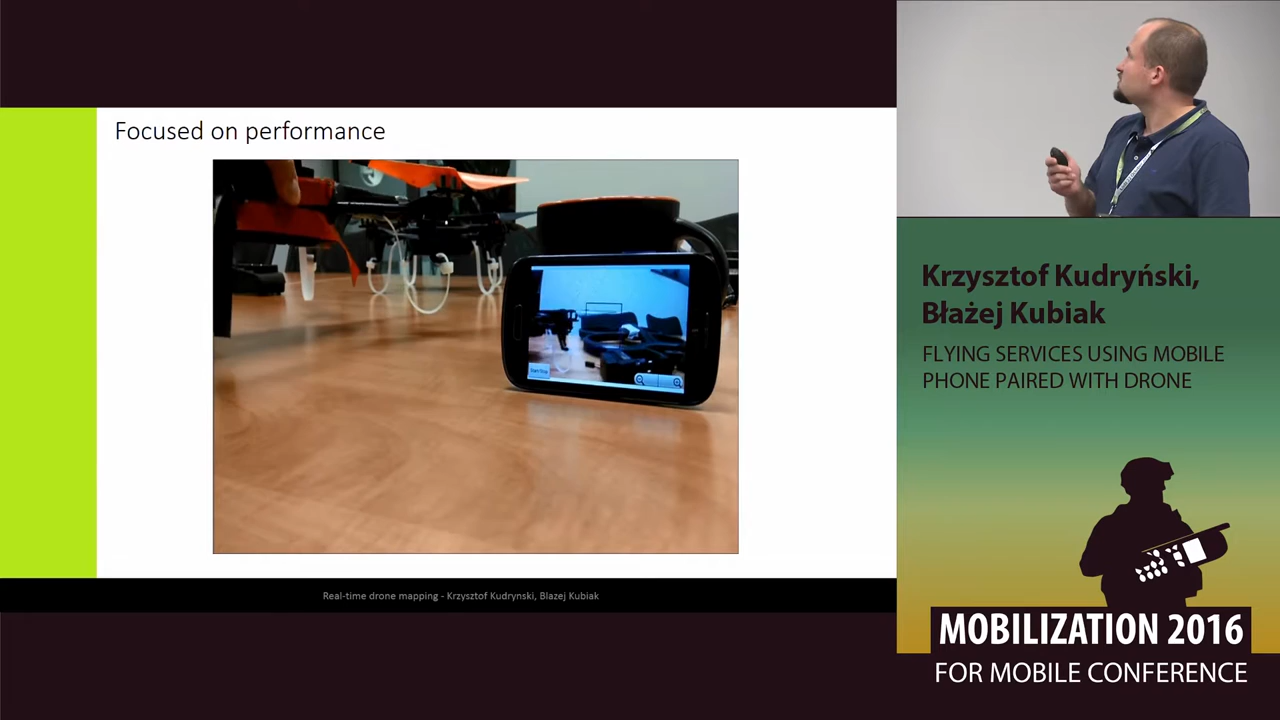 Focused on performance
Real-time drone mapping - Krzysztof Kudrynski, Blazej Kubiak
Krzysztof Kudryński,
Błażej Kubiak
FLYING SERVICES USING MOBILE
PHONE PAIRED WITH DRONE
MOBILIZATION 2016
FOR MOBILE CONFERENCE